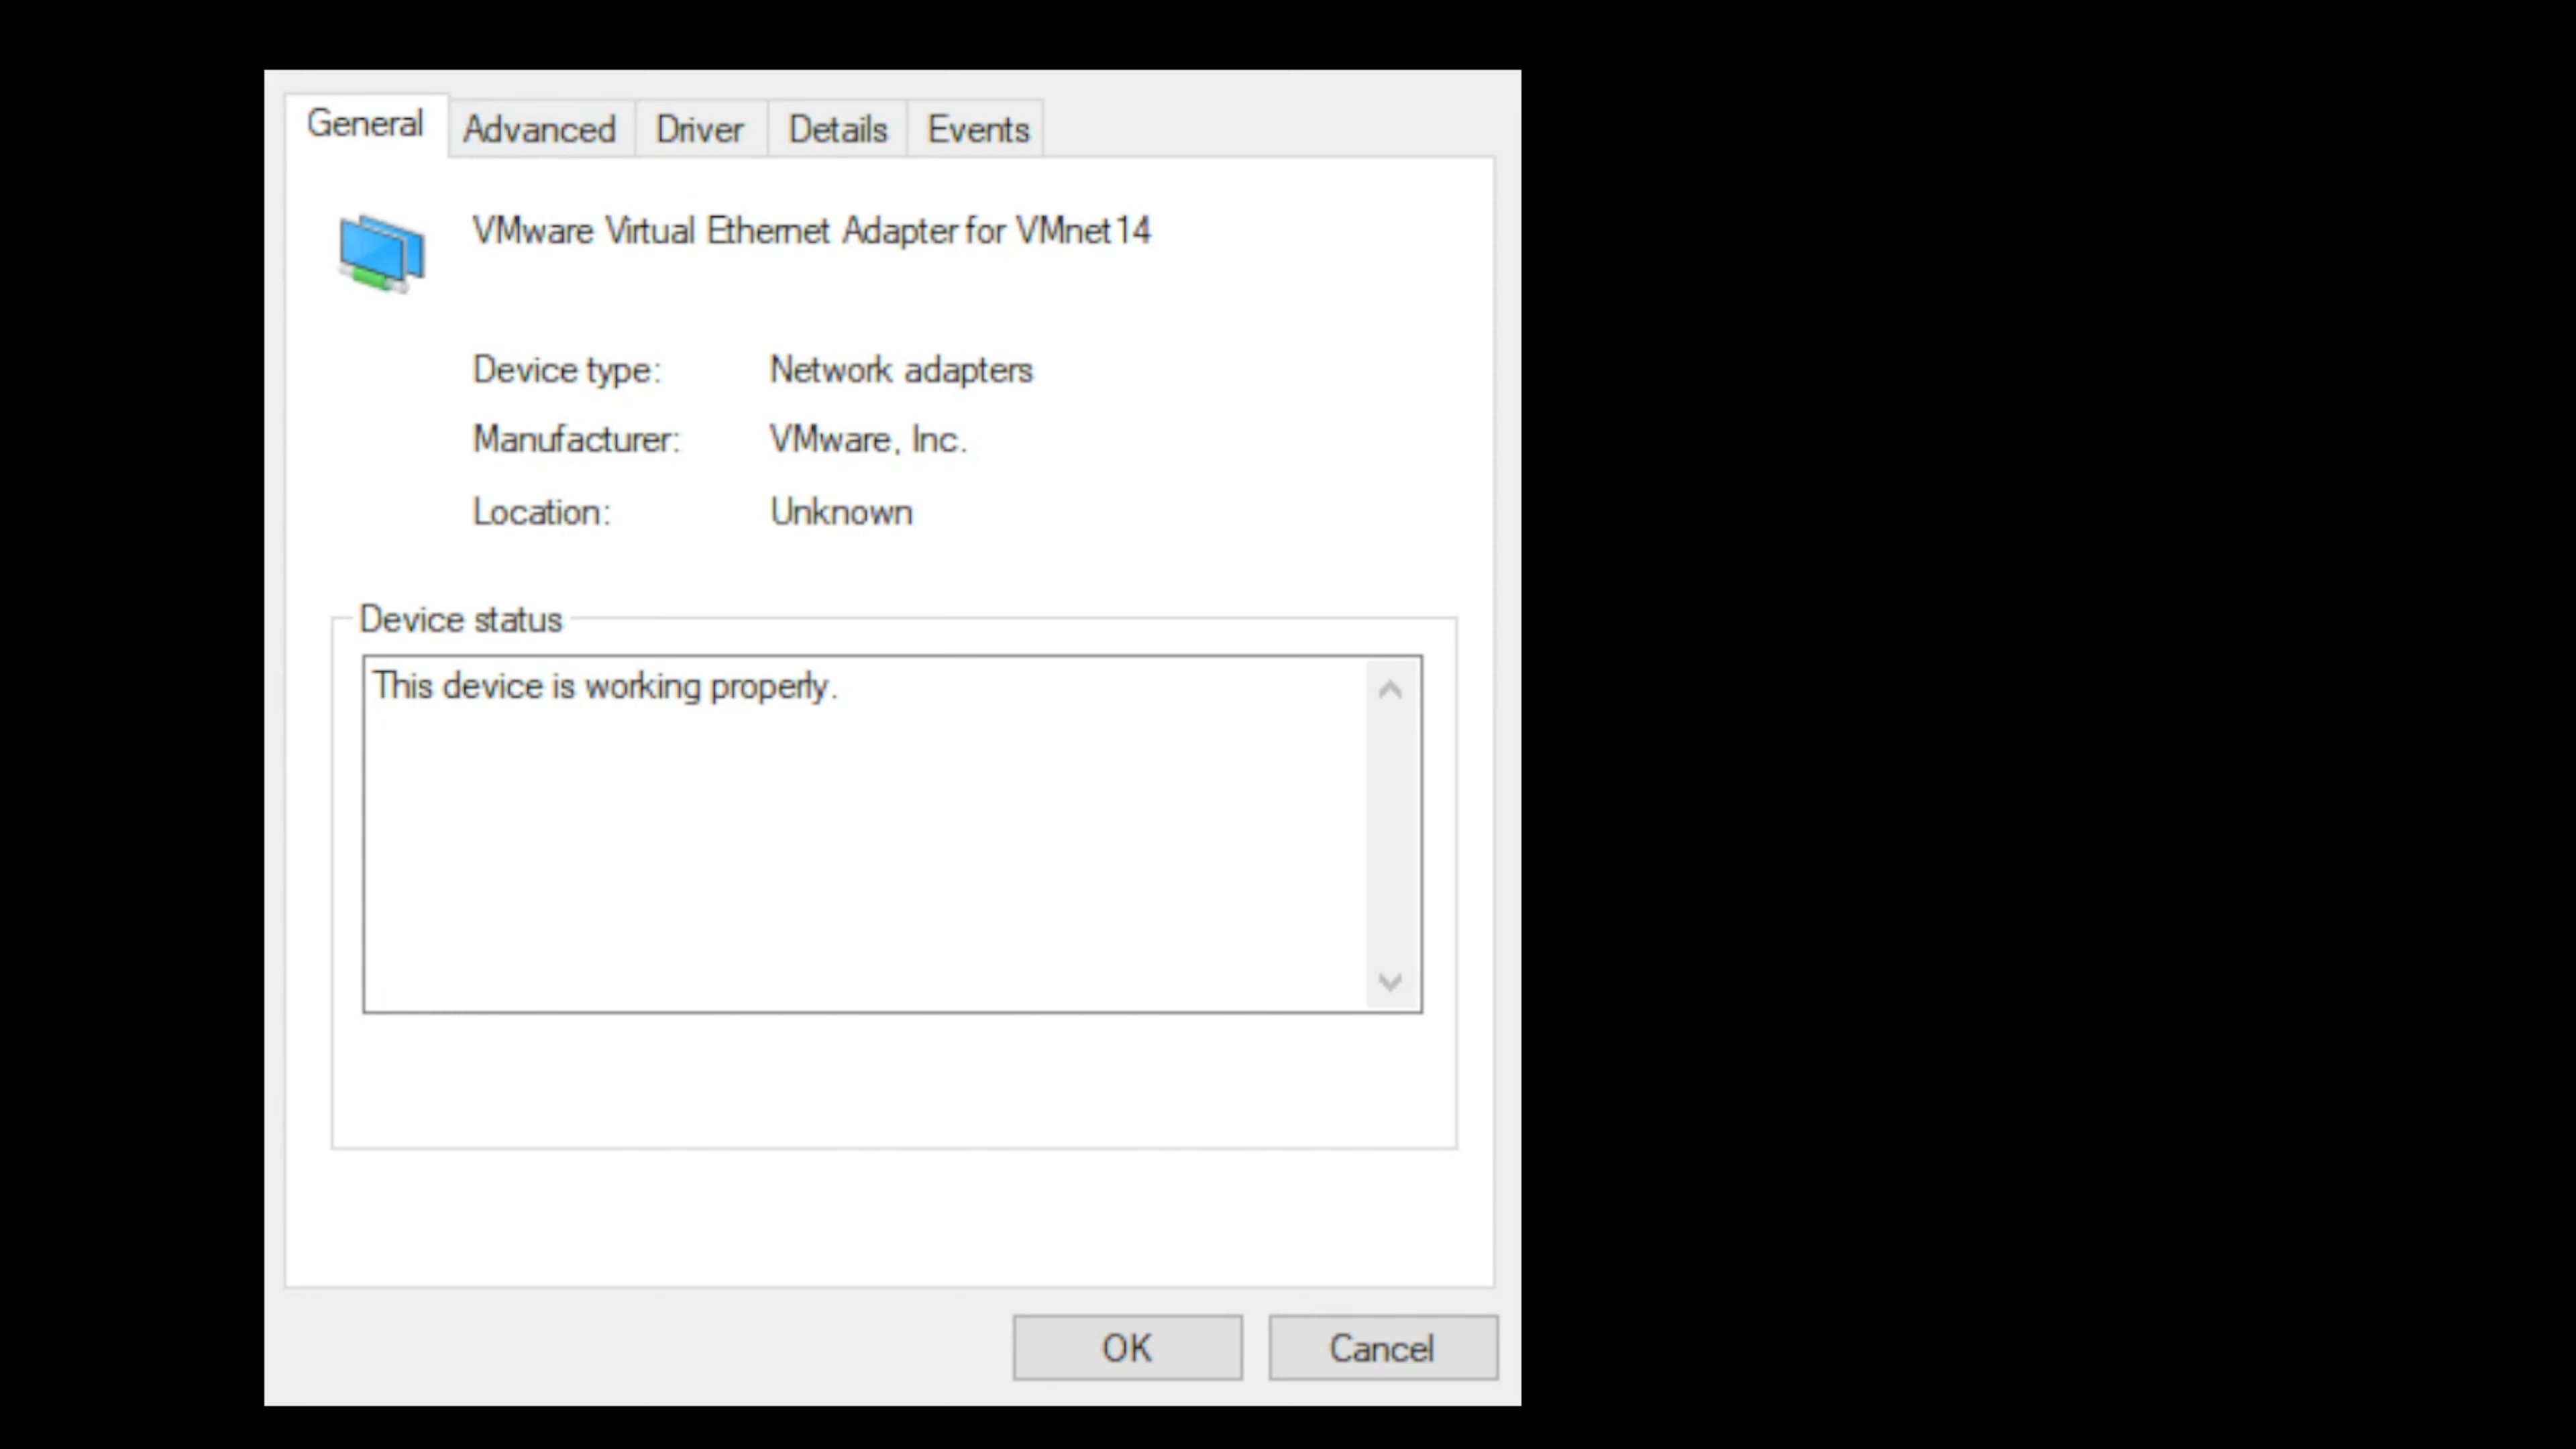 General Advanced Driver Details Events
VMware Virtual Ethernet Adapter for VMnet14
Device type: Network adapters
Manufacturer: VMware, Inc.
Location: Unknown
Device status
This device is working properly.
OK Cancel